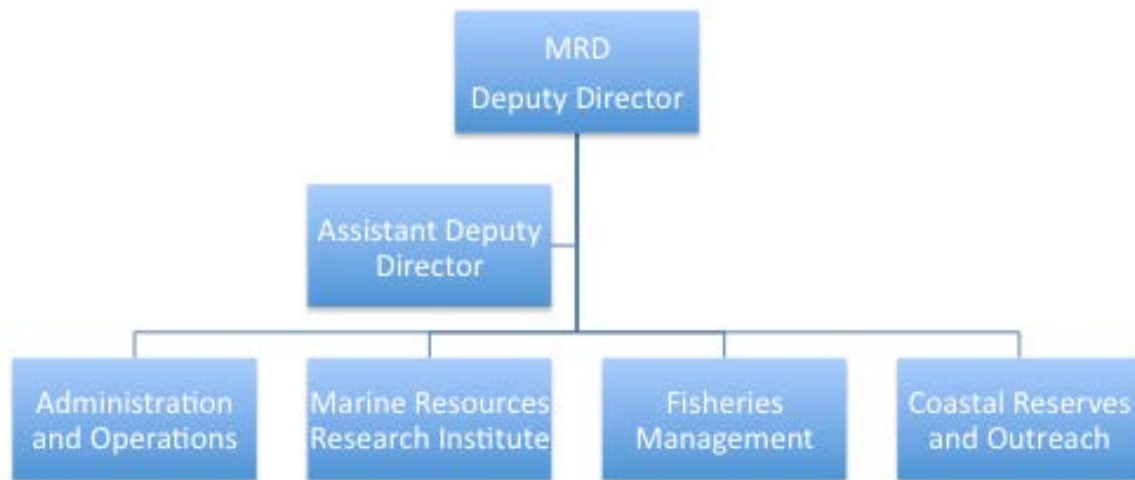 MRD
Deputy Director
Assistant Deputy
Director
Administration
and Operations
Marine Resources
Research Institute
Fisheries
Management
Coastal Reserves
and Outreach